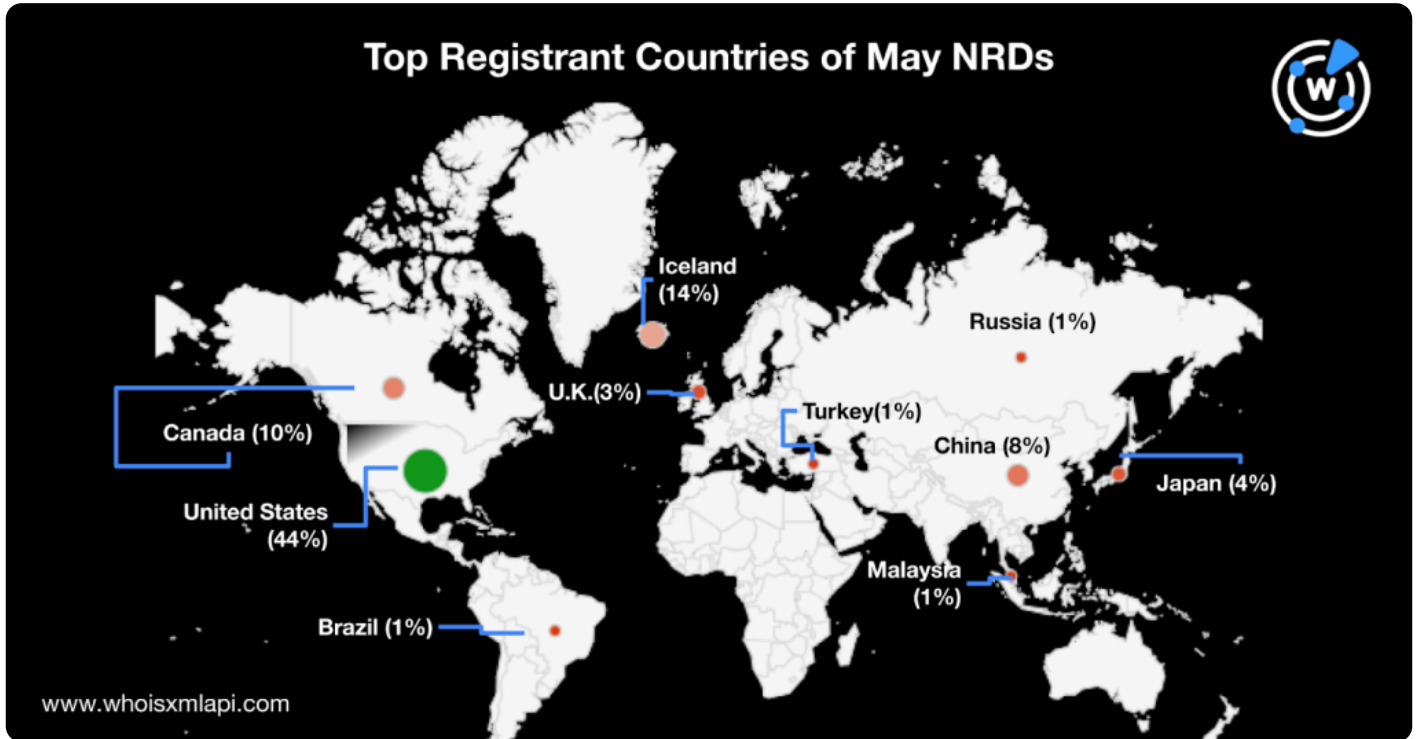 Top Registrant Countries of May NRDs
W
Iceland
(14%)
Russia (1%)
U.K.(3%)
Turkey(1%)
Canada (10%)
China (8%)
Japan (4%)
United States
(44%)
Malaysia
(1%)
Brazil (1%)
www.whoisxmlapi.com